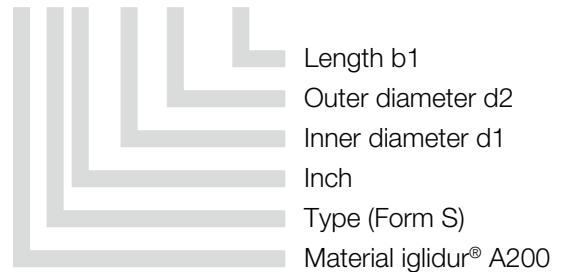 Length b1
Outer diameter d2
Inner diameter d1
Inch
Type (Form S)
Material iglidur® A200